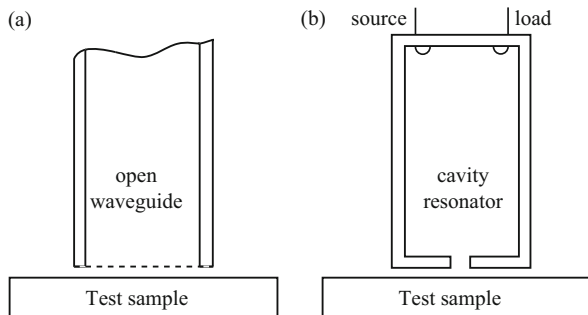 (a)
open
waveguide
Test sample
(b)
source
load
cavity
resonator
Test sample